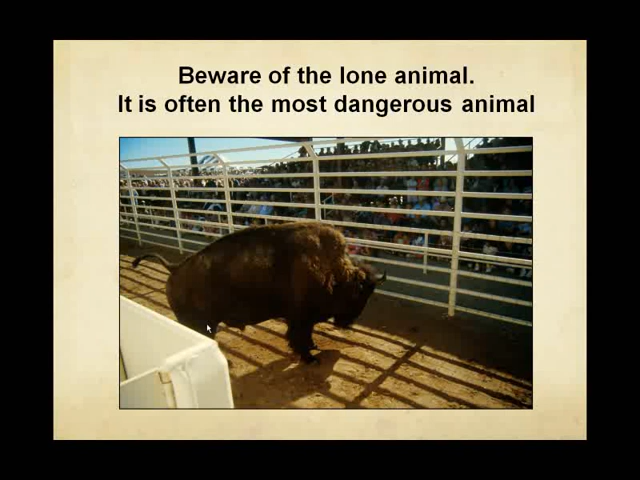 Beware of the lone animal.
It is often the most dangerous animal